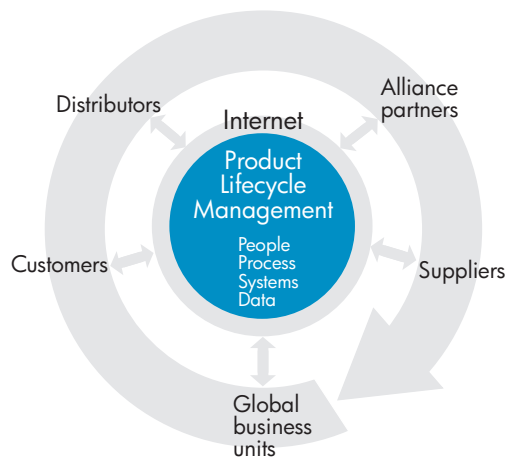 Distributors
Alliance
partners
Internet
Product
Lifecycle
Management
People
Process
Systems
Data
Customers
Suppliers
Global
business
units